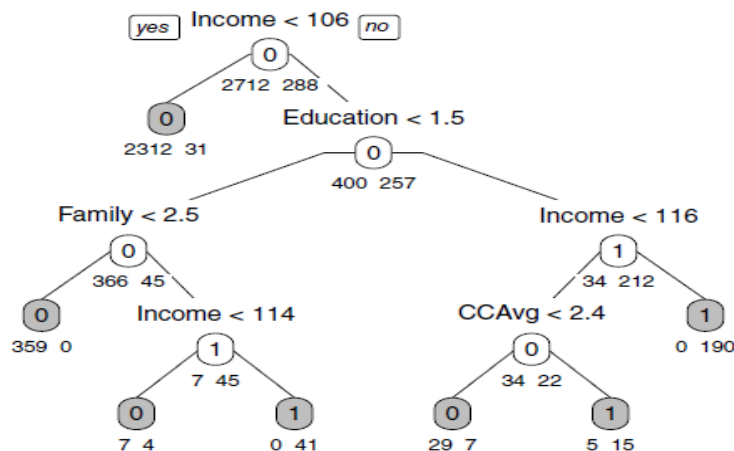 yes Income < 106 no
0
2712 288
0 Education < 1.5
2312 31 0
400 257
Family < 2.5 Income < 116
0 1
366 45 34 212
0 Income < 114 CCAvg < 2.4 1
359 0 1 0 0 190
7 45 34 22
0 1 0 1
7 4 0 41 29 7 5 15